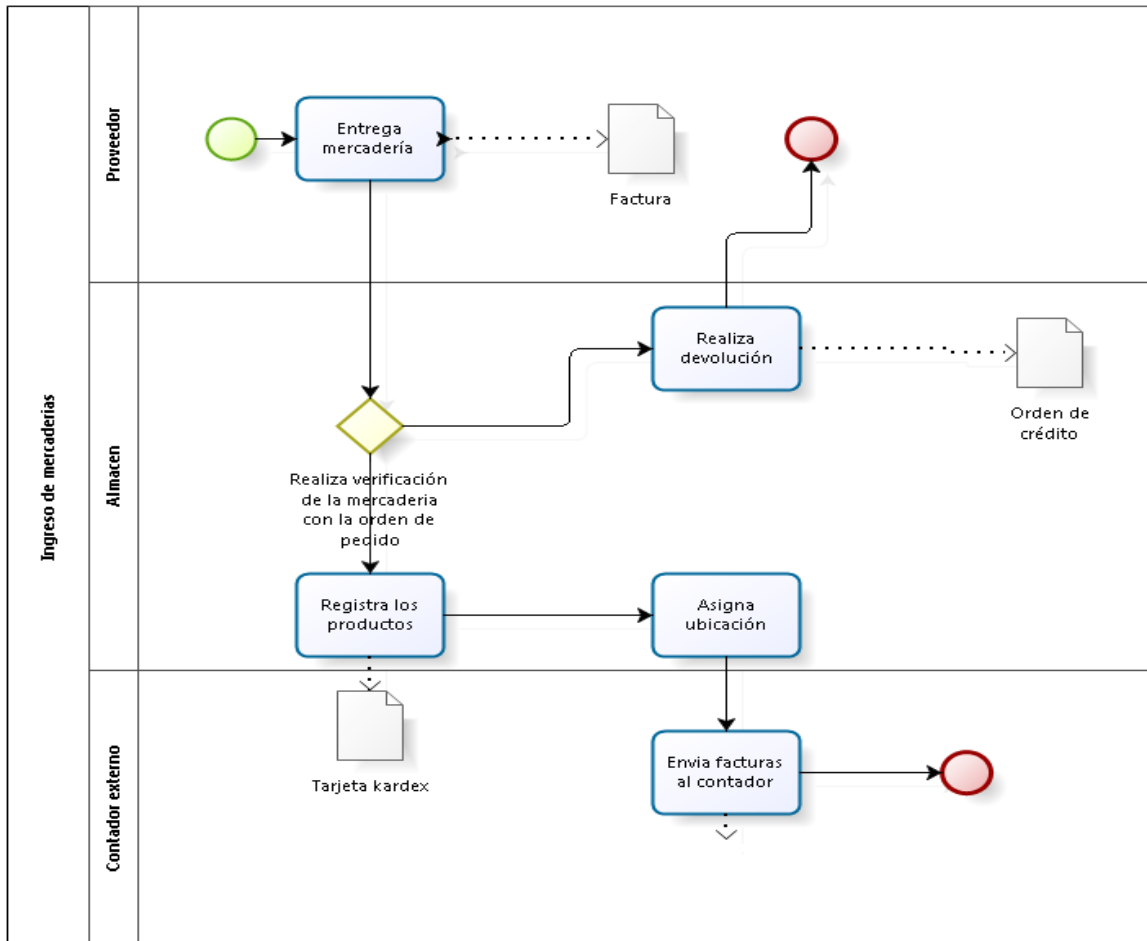 Ingreso de mercaderias
Proveedor
Entrega
mercadería
Factura
Almacen
Realiza
devolución
Orden de
crédito
Realiza verificación
de la mercaderia
con la orden de
pedido
Registra los
productos
Asigna
ubicación
Contador externo
Tarjeta kardex
Envia facturas
al contador